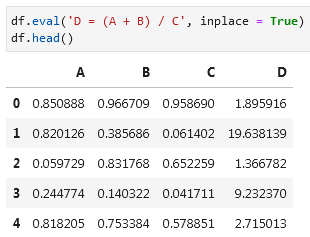 df.eval('D = (A + B) / C', inplace = True)
df.head()
A B C D
0 0.850888 0.966709 0.958690 1.895916
1 0.820126 0.385686 0.061402 19.638139
2 0.059729 0.831768 0.652259 1.366782
3 0.244774 0.140322 0.041711 9.232370
4 0.818205 0.753384 0.578851 2.715013